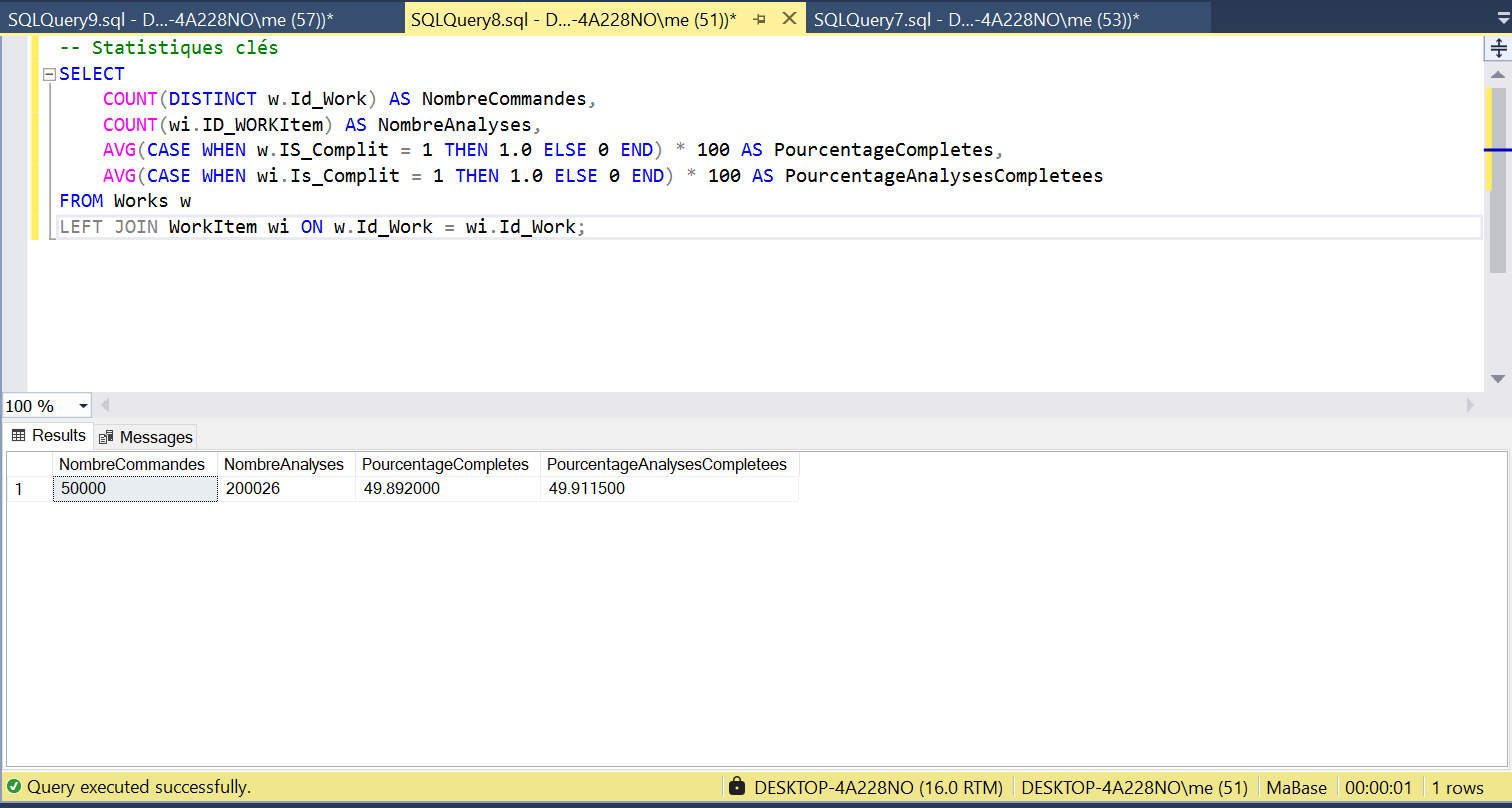 SQLQuery9.sql - D...-4A228NO\me (57))* SQLQuery8.sql - D...-4A228NO\me (51))* SQLQuery7.sql - D...-4A228NO\me (53))*
-- Statistiques clés
SELECT
COUNT(DISTINCT w.Id_Work) AS NombreCommandes,
COUNT(wi.ID_WORKItem) AS NombreAnalyses,
AVG(CASE WHEN w.IS_Complit = 1 THEN 1.0 ELSE 0 END) * 100 AS PourcentageCompletes,
AVG(CASE WHEN wi.Is_Complit = 1 THEN 1.0 ELSE 0 END) * 100 AS PourcentageAnalysesCompletees
FROM Works w
LEFT JOIN WorkItem wi ON w.Id_Work = wi.Id_Work;
100 %
Results Messages
NombreCommandes NombreAnalyses PourcentageCompletes PourcentageAnalysesCompletees
1 50000 200026 49.892000 49.911500
Query executed successfully. DESKTOP-4A228NO (16.0 RTM) DESKTOP-4A228NO\me (51) MaBase 00:00:01 1 rows